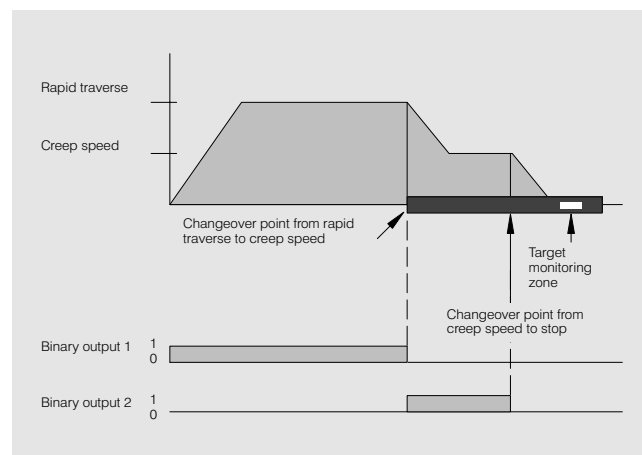 Rapid traverse
Creep speed
Changeover point from rapid
traverse to creep speed
Target
monitoring
zone
Changeover point from
creep speed to stop
Binary output 1
1
0
Binary output 2
1
0